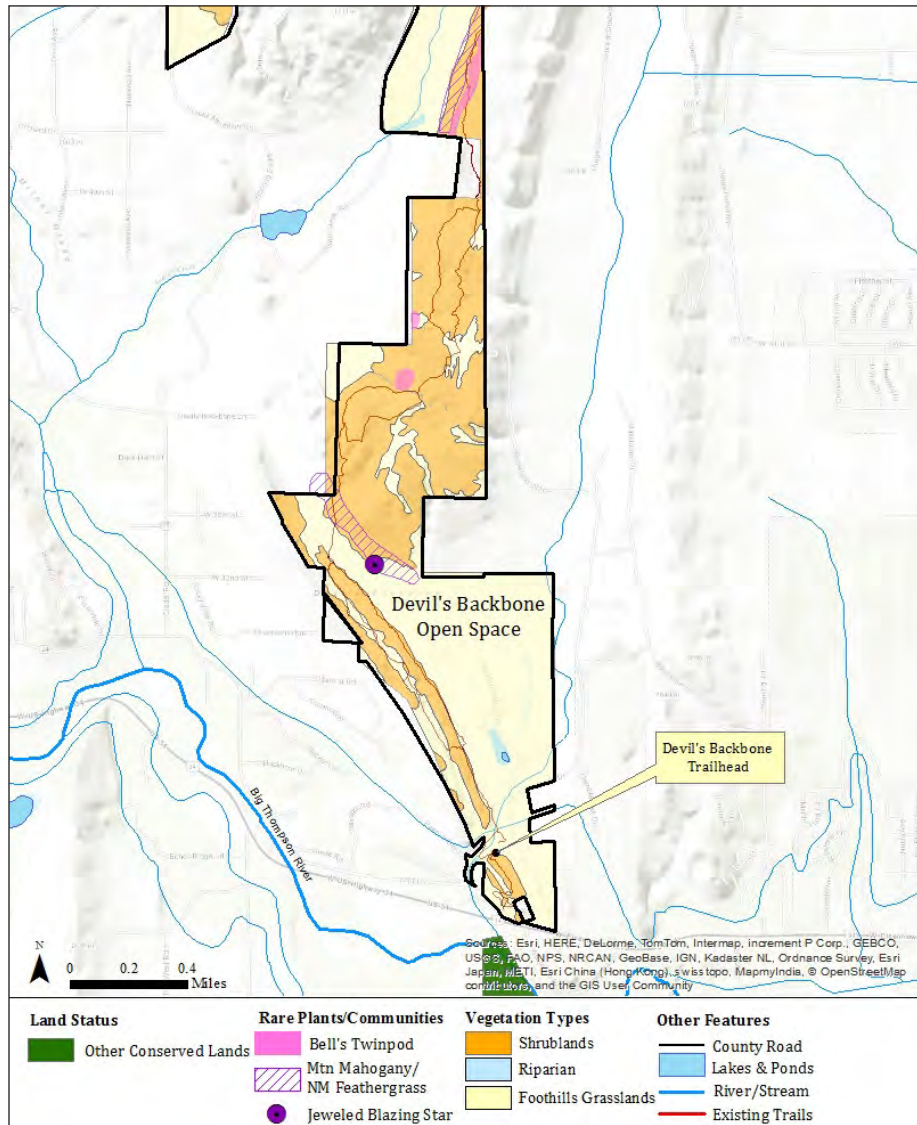 Devil's Backbone
Open Space
Devil's Backbone
Trailhead
Big Thompson River
N
0 0.2 0.4
Miles
Sources: Esri, HERE, DeLorme, TomTom, Intermap, increment P Corp., GEBCO,
USGS, FAO, NPS, NRCAN, GeoBase, IGN, Kadaster NL, Ordnance Survey, Esri
Japan, METI, Esri China (Hong Kong), swisstopo, MapmyIndia, © OpenStreetMap
contributors, and the GIS User Community
Land Status
Other Conserved Lands
Rare Plants/Communities
Bell's Twinpod
Mtn Mahogany/
NM Feathergrass
Jeweled Blazing Star
Vegetation Types
Shrublands
Riparian
Foothills Grasslands
Other Features
County Road
Lakes & Ponds
River/Stream
Existing Trails